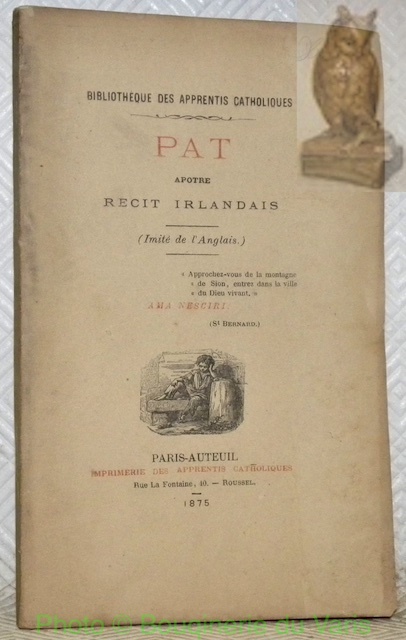 BIBLIOTHÈQUE DES APPRENTIS CATHOLIQUES
PAT
APOTRE
RECIT IRLANDAIS
(Imité de l'Anglais.)
« Approchez-vous de la montagne
« de Sion, entrez dans la ville
« du Dieu vivant. »
AMA NESCIRI
(St BERNARD.)
PARIS-AUTEUIL
IMPRIMERIE DES APPRENTIS CATHOLIQUES
Rue La Fontaine, 40. — ROUSSEL.
1875
Photo © Bouquinerie du Varis